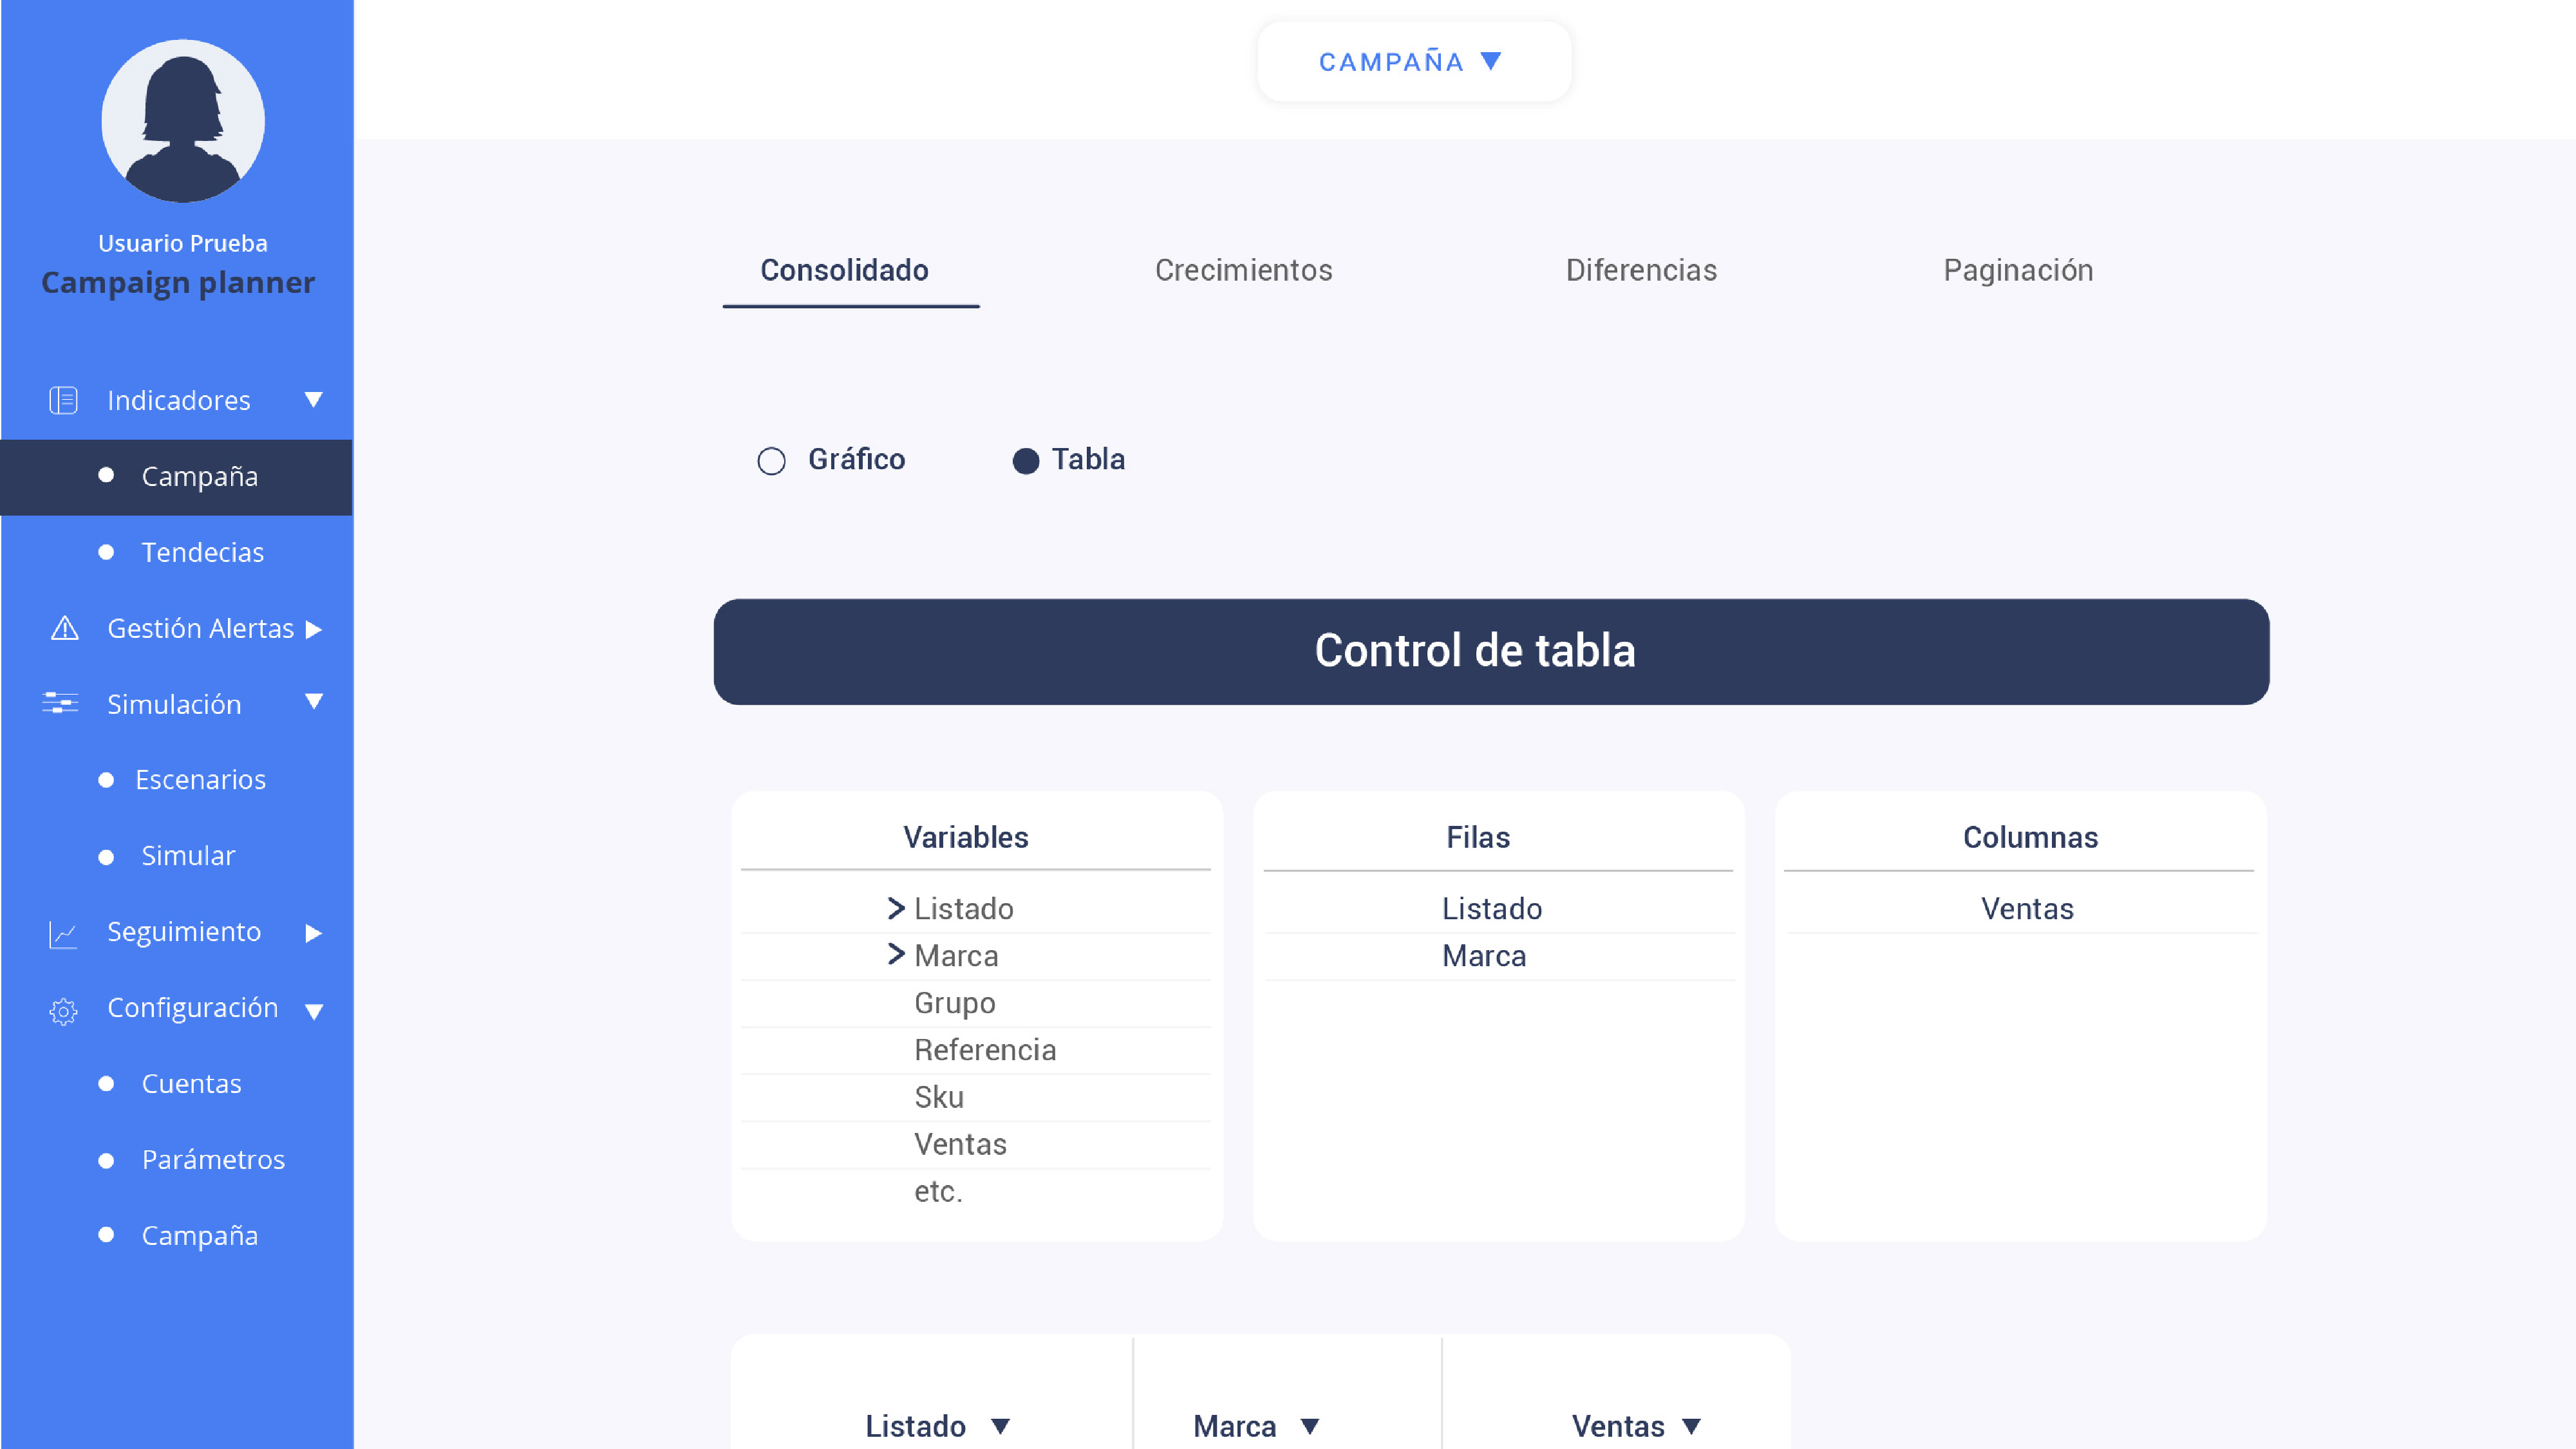 Usuario Prueba
Campaign planner
Indicadores
Campaña
Tendecias
Gestión Alertas
Simulación
Escenarios
Simular
Seguimiento
Configuración
Cuentas
Parámetros
Campaña
CAMPAÑA
Consolidado Crecimientos Diferencias Paginación
Gráfico Tabla
Control de tabla
Variables
Listado
Marca
Grupo
Referencia
Sku
Ventas
etc.
Filas
Listado
Marca
Columnas
Ventas
Listado Marca Ventas